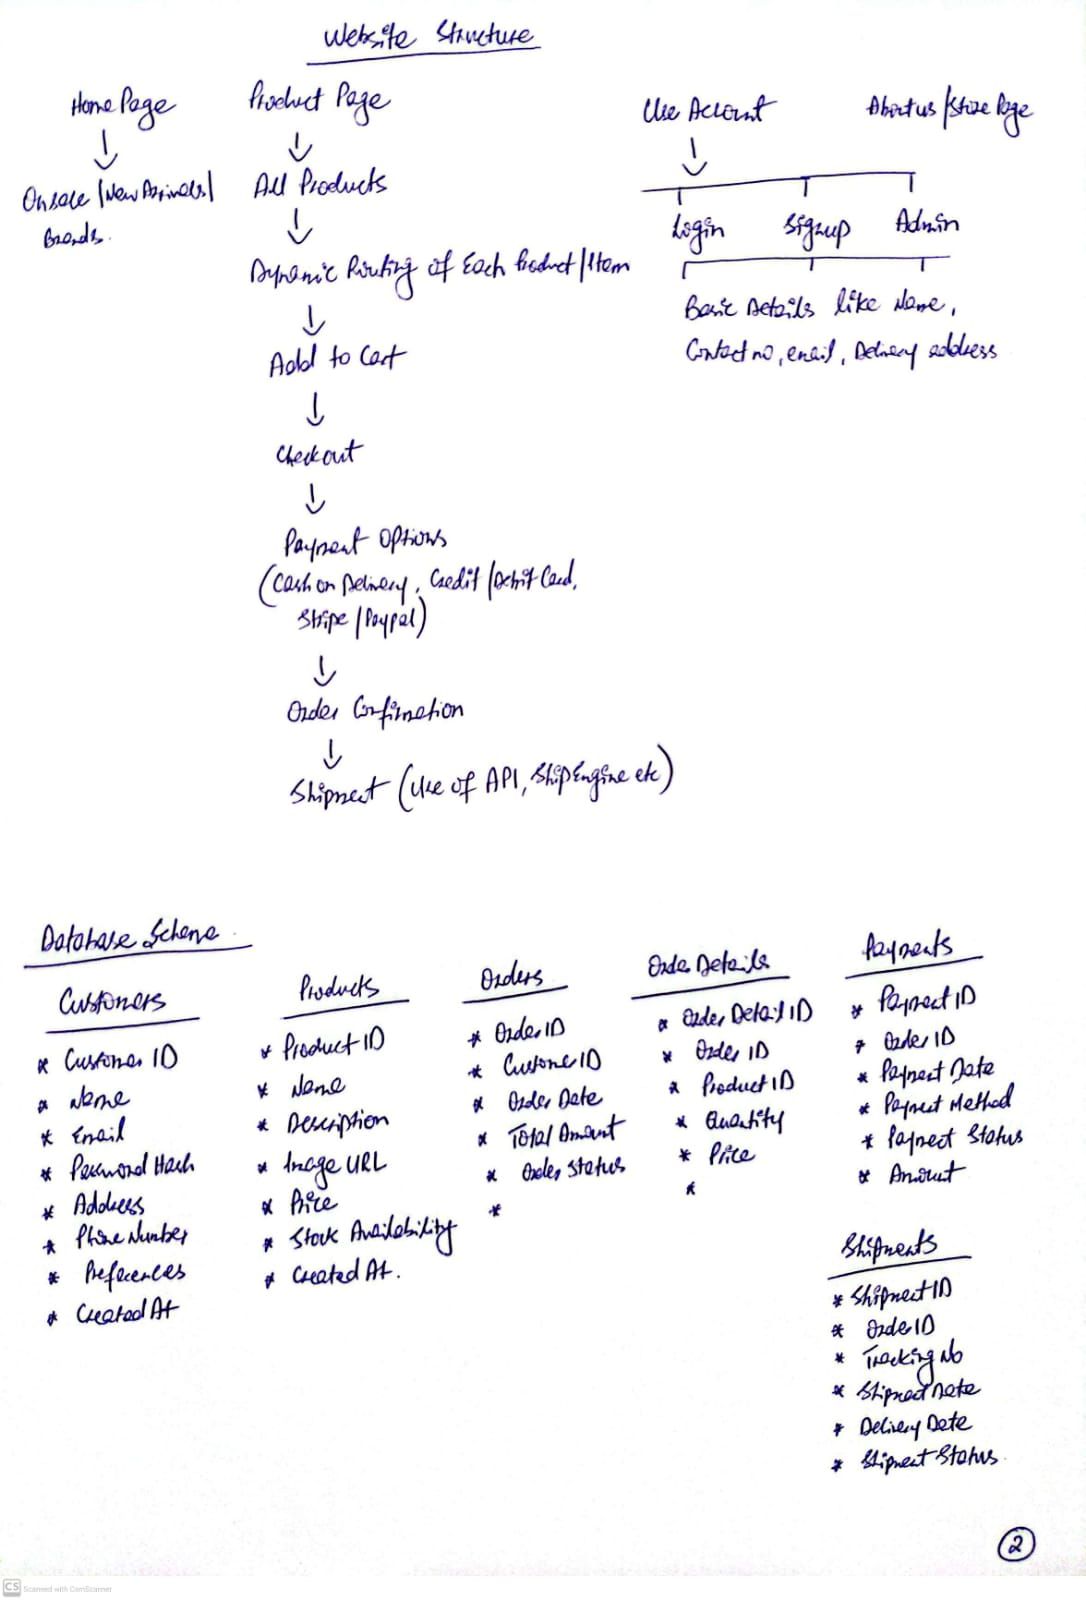 Website Structure
Home Page
On sale / New Arrivals /
Brands.
Product Page
All Products
Dynamic Routing of Each Product / Item
Add to Cart
Checkout
Payment Options
(Cash on Delivery, Credit / Debit Card,
Stripe / Paypal)
Order Confirmation
Shipment (Use of API, ShipEngine etc)
Use Account
Login Signup Admin
Basic Details like Name,
Contact no, email, Delivery address
About us / Store Page
Database Schema
Customers
* Customer ID
* Name
* Email
* Password Hash
* Address
* Phone Number
* Preferences
* Created At
Products
* Product ID
* Name
* Description
* Image URL
* Price
* Stock Availability
* Created At.
Orders
* Order ID
* Customer ID
* Order Date
* Total Amount
* Order Status
*
Order Details
* Order Detail ID
* Order ID
* Product ID
* Quantity
* Price
*
Payments
* Payment ID
* Order ID
* Payment Date
* Payment Method
* Payment Status
* Amount
Shipments
* Shipment ID
* Order ID
* Tracking No
* Shipment Date
* Delivery Date
* Shipment Status.
2
CS Scanned with CamScanner